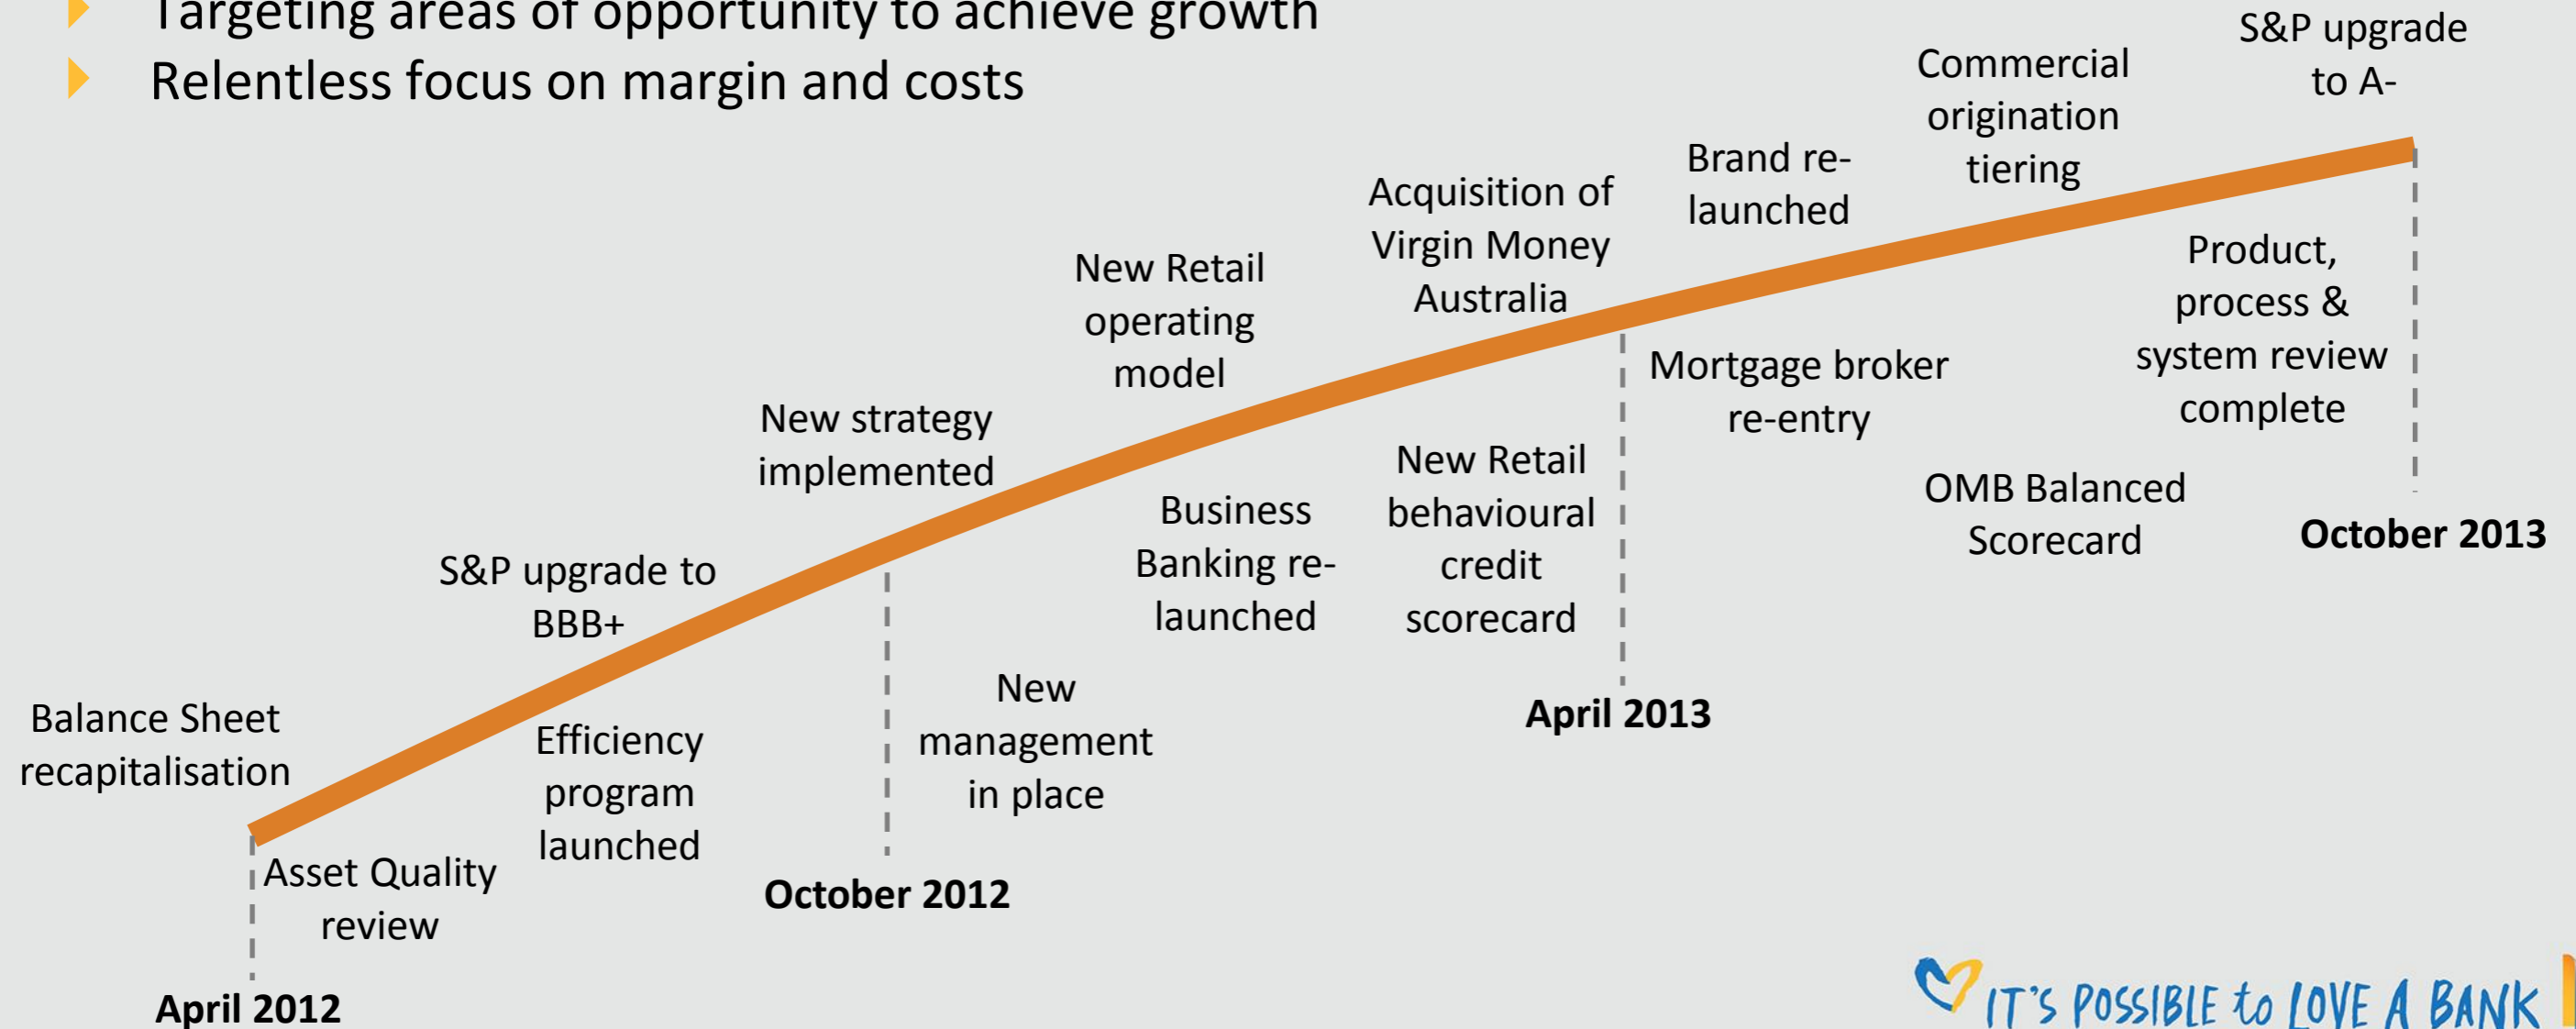 Targeting areas of opportunity to achieve growth
Relentless focus on margin and costs
S&P upgrade
to A-
Commercial
origination
tiering
Brand re-
launched
Acquisition of
Virgin Money
Australia
New Retail
operating
model
New strategy
implemented
S&P upgrade to
BBB+
Balance Sheet
recapitalisation
Asset Quality
review
April 2012
Efficiency
program
launched
October 2012
New
management
in place
Business
Banking re-
launched
New Retail
behavioural
credit
scorecard
April 2013
Mortgage broker
re-entry
OMB Balanced
Scorecard
Product,
process &
system review
complete
October 2013
IT'S POSSIBLE to LOVE A BANK